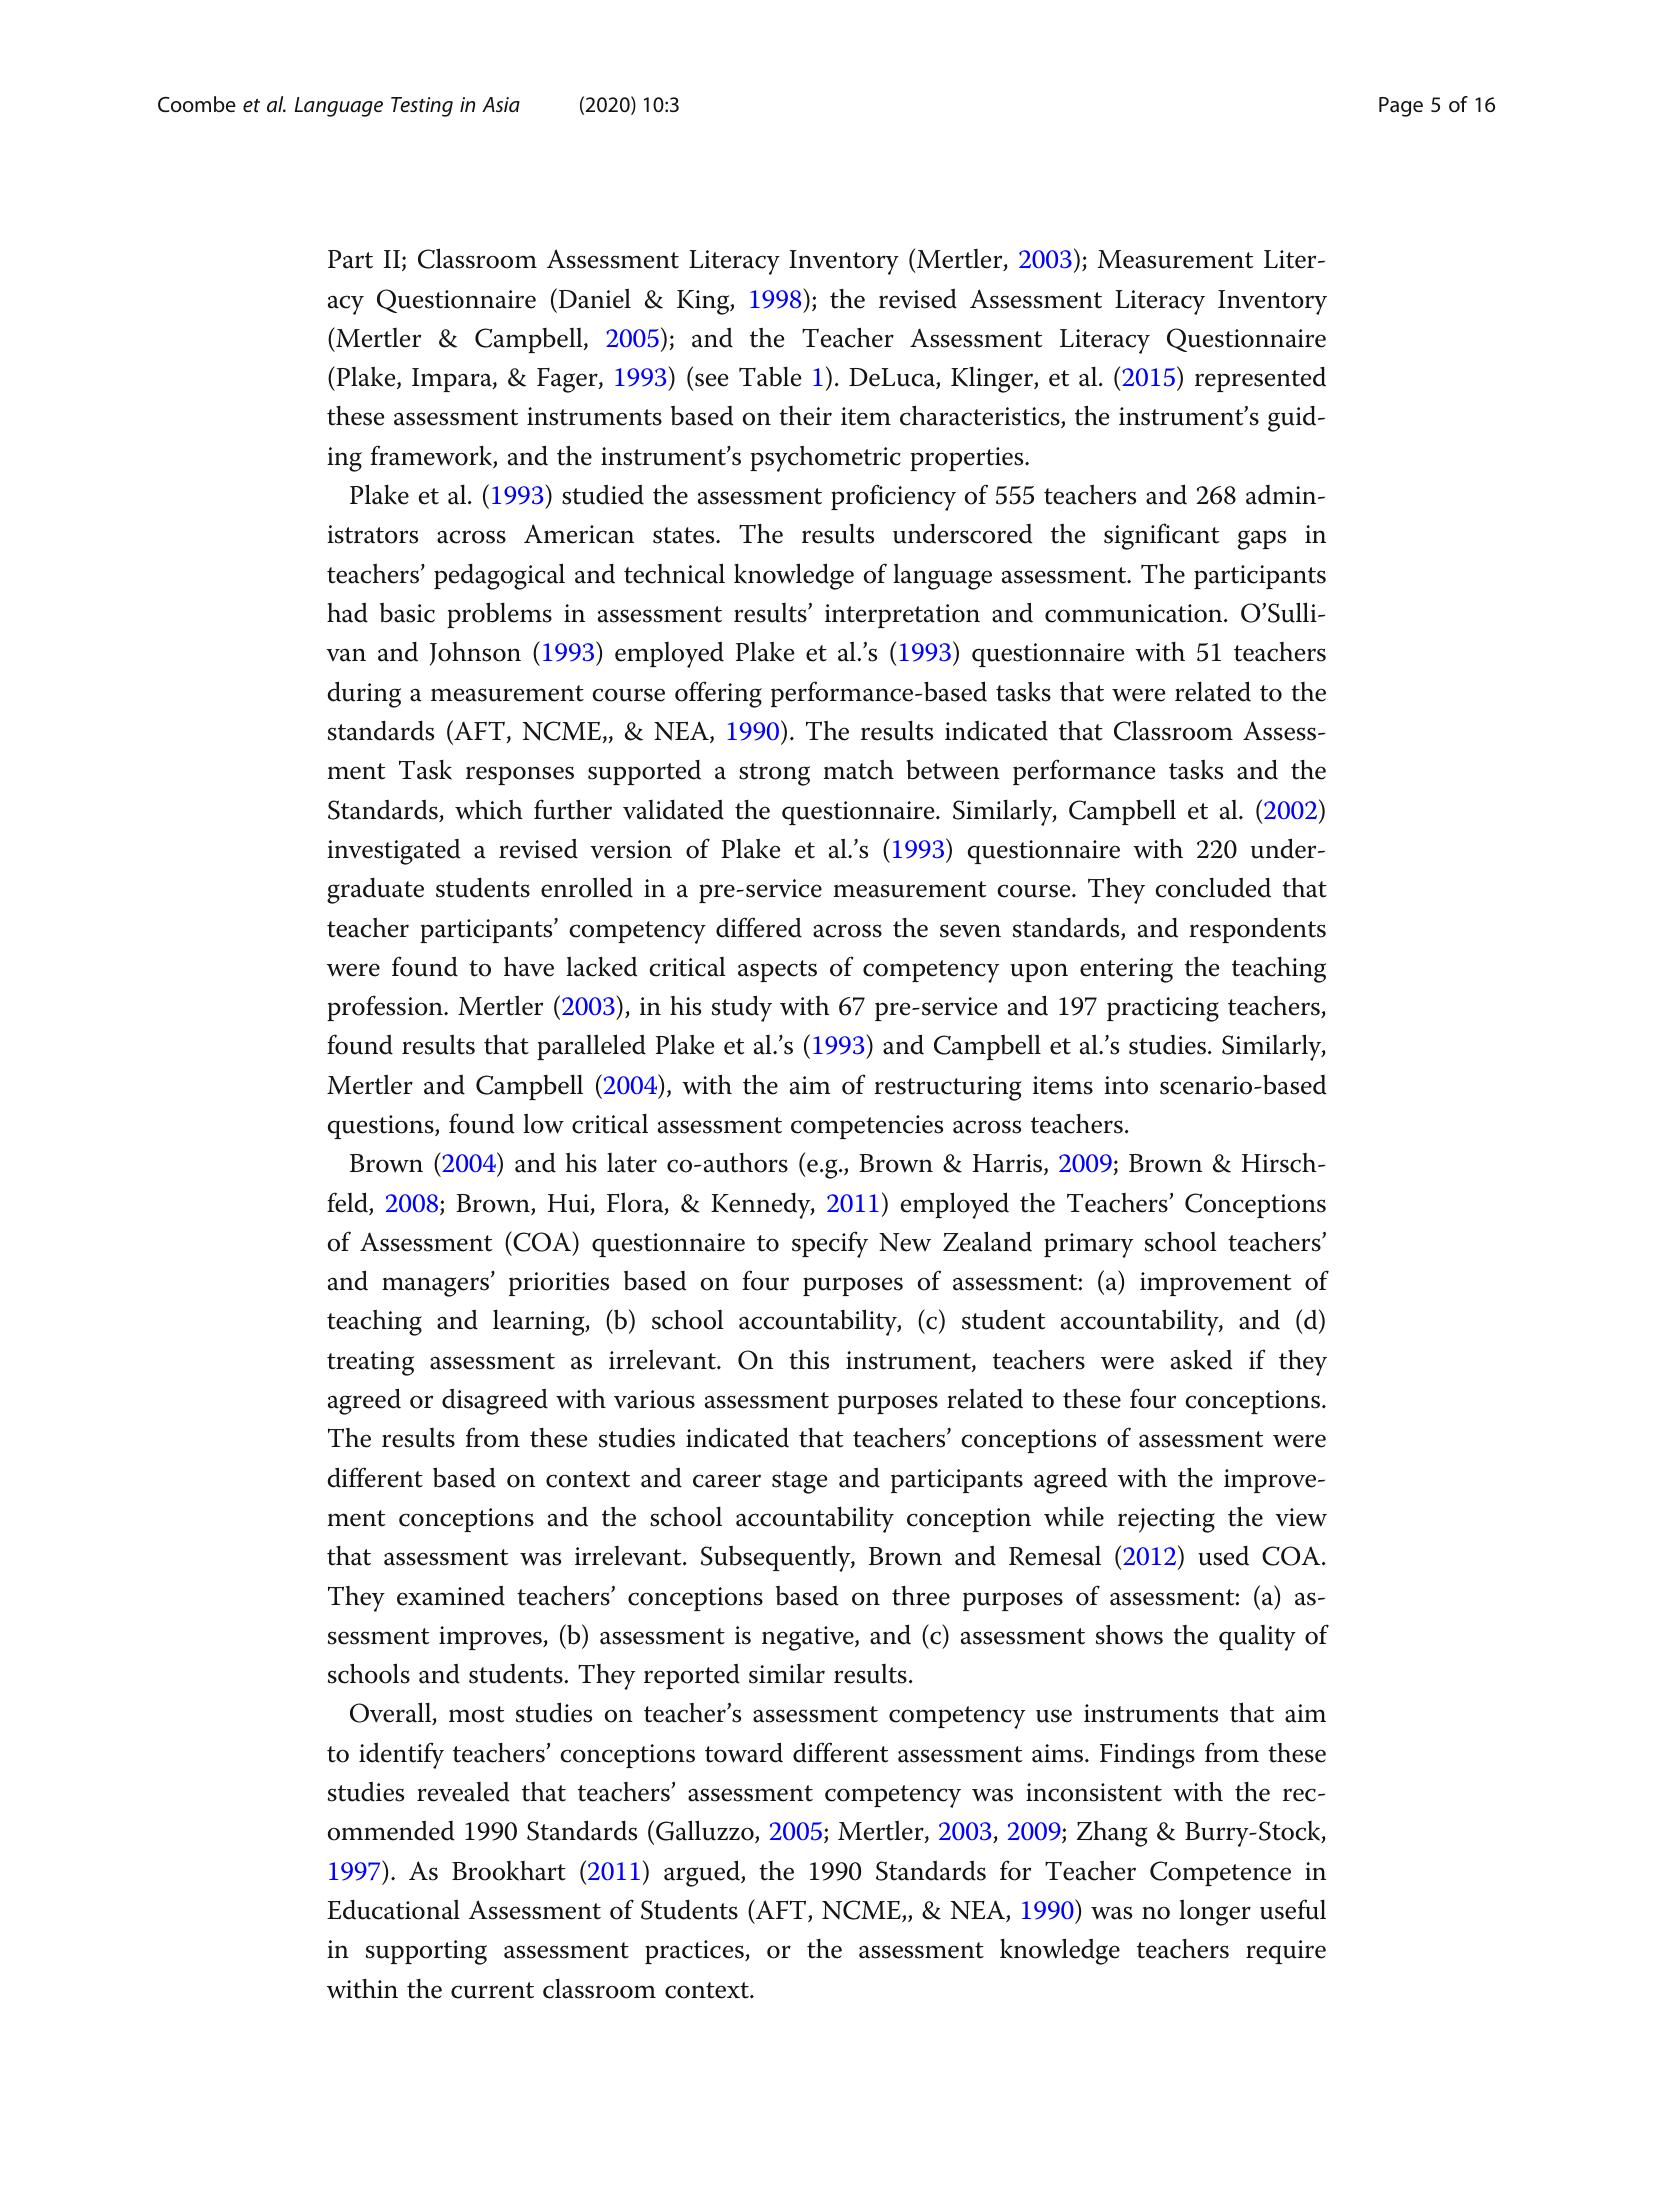 Coombe et al. Language Testing in Asia (2020) 10:3 Page 5 of 16
Part II; Classroom Assessment Literacy Inventory (Mertler, 2003); Measurement Liter-
acy Questionnaire (Daniel & King, 1998); the revised Assessment Literacy Inventory
(Mertler & Campbell, 2005); and the Teacher Assessment Literacy Questionnaire
(Plake, Impara, & Fager, 1993) (see Table 1). DeLuca, Klinger, et al. (2015) represented
these assessment instruments based on their item characteristics, the instrument’s guid-
ing framework, and the instrument’s psychometric properties.
Plake et al. (1993) studied the assessment proficiency of 555 teachers and 268 admin-
istrators across American states. The results underscored the significant gaps in
teachers’ pedagogical and technical knowledge of language assessment. The participants
had basic problems in assessment results’ interpretation and communication. O’Sulli-
van and Johnson (1993) employed Plake et al.’s (1993) questionnaire with 51 teachers
during a measurement course offering performance-based tasks that were related to the
standards (AFT, NCME,, & NEA, 1990). The results indicated that Classroom Assess-
ment Task responses supported a strong match between performance tasks and the
Standards, which further validated the questionnaire. Similarly, Campbell et al. (2002)
investigated a revised version of Plake et al.’s (1993) questionnaire with 220 under-
graduate students enrolled in a pre-service measurement course. They concluded that
teacher participants’ competency differed across the seven standards, and respondents
were found to have lacked critical aspects of competency upon entering the teaching
profession. Mertler (2003), in his study with 67 pre-service and 197 practicing teachers,
found results that paralleled Plake et al.’s (1993) and Campbell et al.’s studies. Similarly,
Mertler and Campbell (2004), with the aim of restructuring items into scenario-based
questions, found low critical assessment competencies across teachers.
Brown (2004) and his later co-authors (e.g., Brown & Harris, 2009; Brown & Hirsch-
feld, 2008; Brown, Hui, Flora, & Kennedy, 2011) employed the Teachers’ Conceptions
of Assessment (COA) questionnaire to specify New Zealand primary school teachers’
and managers’ priorities based on four purposes of assessment: (a) improvement of
teaching and learning, (b) school accountability, (c) student accountability, and (d)
treating assessment as irrelevant. On this instrument, teachers were asked if they
agreed or disagreed with various assessment purposes related to these four conceptions.
The results from these studies indicated that teachers’ conceptions of assessment were
different based on context and career stage and participants agreed with the improve-
ment conceptions and the school accountability conception while rejecting the view
that assessment was irrelevant. Subsequently, Brown and Remesal (2012) used COA.
They examined teachers’ conceptions based on three purposes of assessment: (a) as-
sessment improves, (b) assessment is negative, and (c) assessment shows the quality of
schools and students. They reported similar results.
Overall, most studies on teacher’s assessment competency use instruments that aim
to identify teachers’ conceptions toward different assessment aims. Findings from these
studies revealed that teachers’ assessment competency was inconsistent with the rec-
ommended 1990 Standards (Galluzzo, 2005; Mertler, 2003, 2009; Zhang & Burry-Stock,
1997). As Brookhart (2011) argued, the 1990 Standards for Teacher Competence in
Educational Assessment of Students (AFT, NCME,, & NEA, 1990) was no longer useful
in supporting assessment practices, or the assessment knowledge teachers require
within the current classroom context.